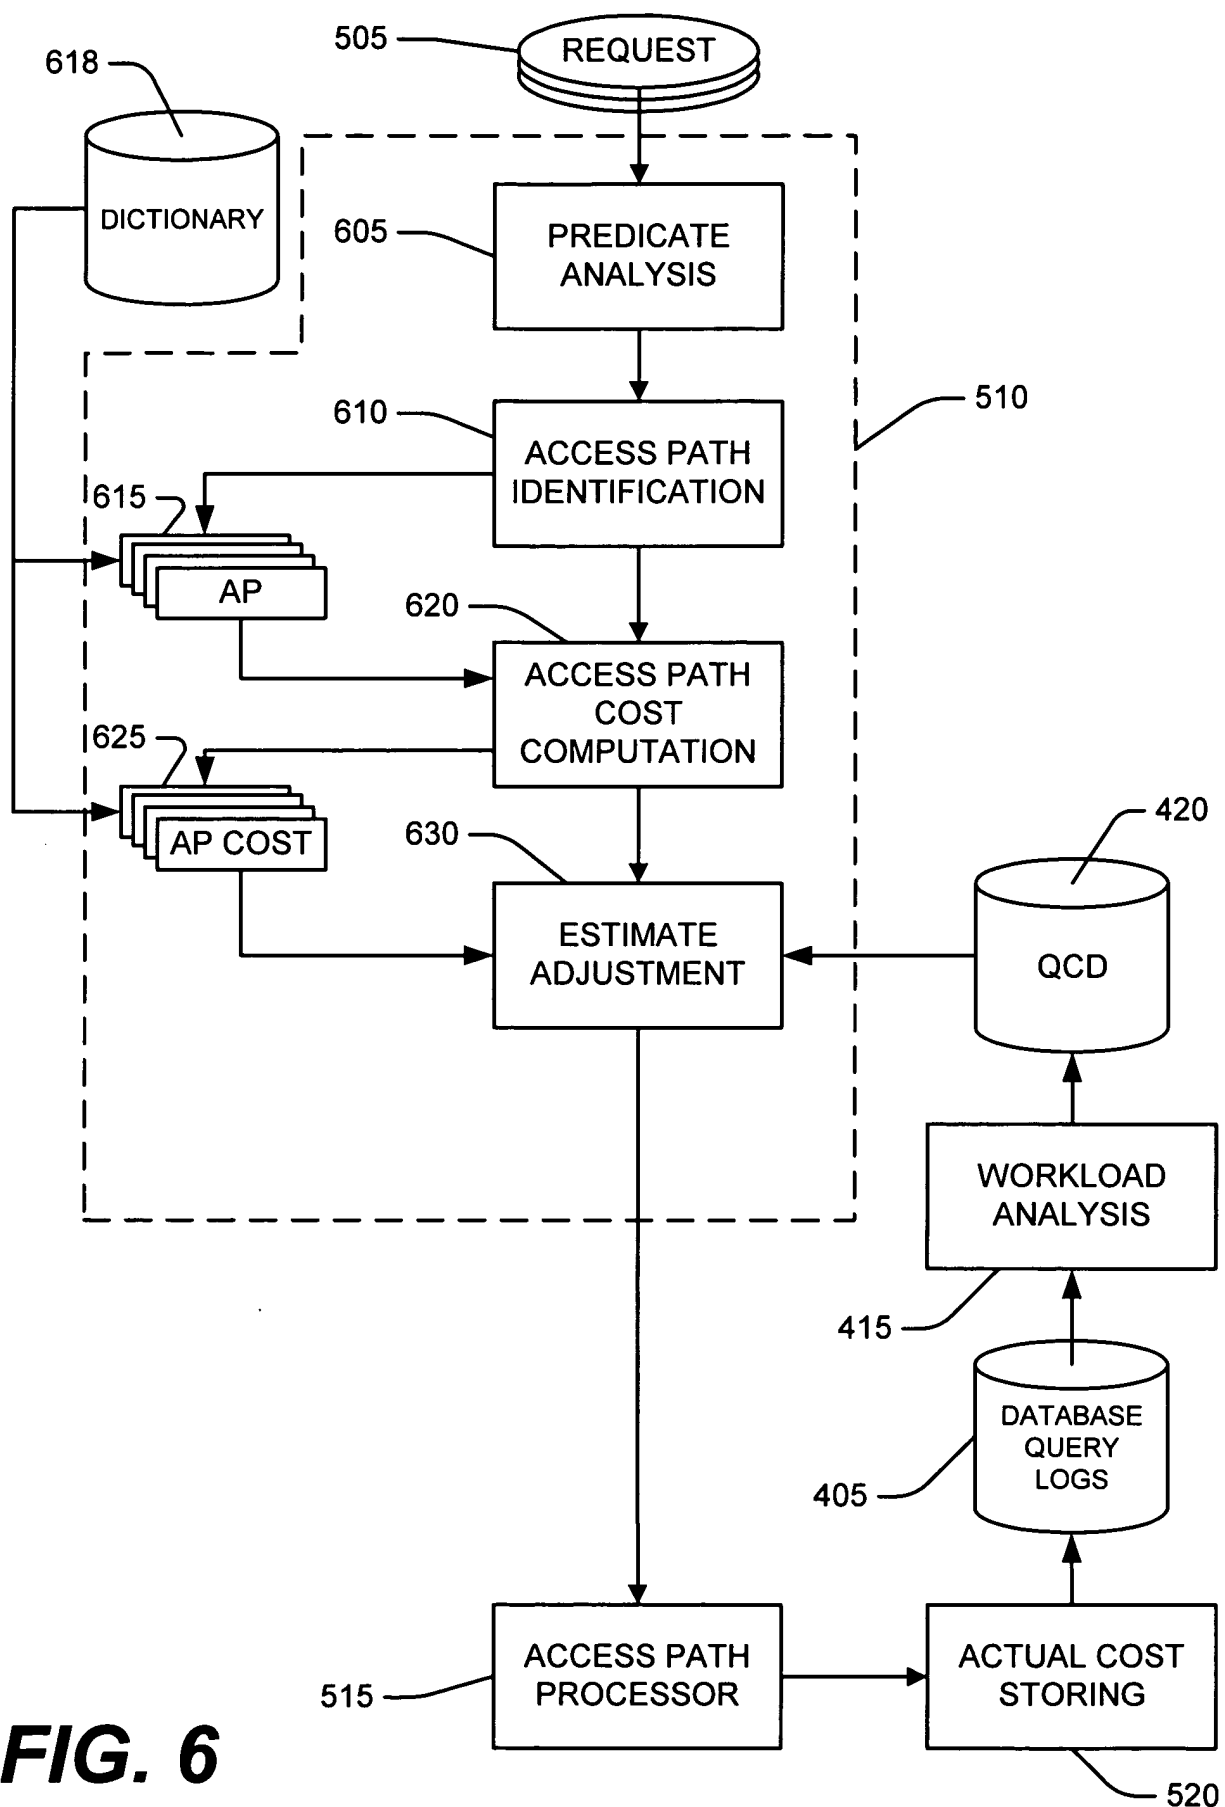 505
REQUEST
618
DICTIONARY
605
PREDICATE
ANALYSIS
510
610
ACCESS PATH
IDENTIFICATION
615
AP
620
ACCESS PATH
COST
COMPUTATION
625
AP COST
630
ESTIMATE
ADJUSTMENT
420
QCD
WORKLOAD
ANALYSIS
415
DATABASE
QUERY
LOGS
405
ACCESS PATH
PROCESSOR
515
ACTUAL COST
STORING
520
FIG. 6